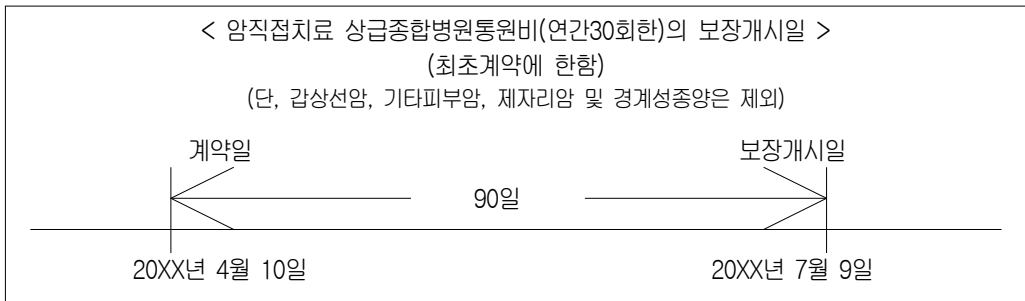 < 암직접치료 상급종합병원통원비(연간30회한)의 보장개시일 >
(최초계약에 한함)
(단, 갑상선암, 기타피부암, 제자리암 및 경계성종양은 제외)
계약일 보장개시일
90일
20XX년 4월 10일 20XX년 7월 9일